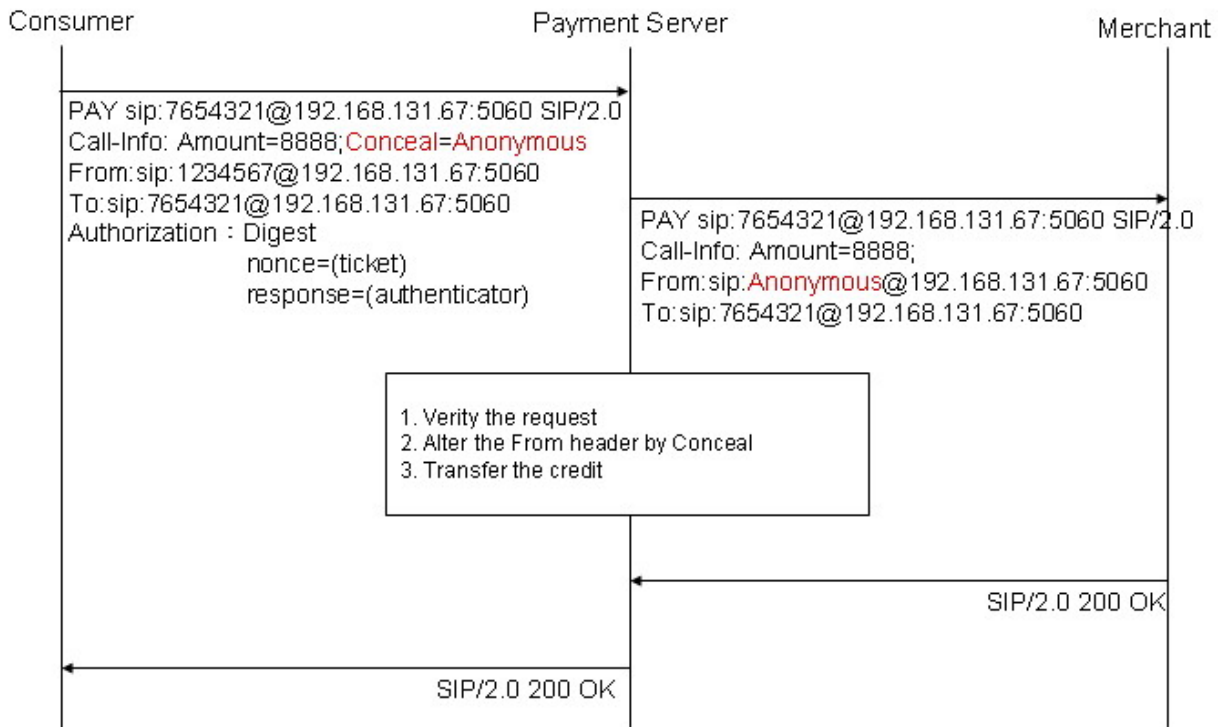 Consumer
Payment Server
Merchant
PAY sip:7654321@192.168.131.67:5060 SIP/2.0
Call-Info: Amount=8888;Conceal=Anonymous
From:sip:1234567@192.168.131.67:5060
To:sip:7654321@192.168.131.67:5060
Authorization：Digest
nonce=(ticket)
response=(authenticator)
PAY sip:7654321@192.168.131.67:5060 SIP/2.0
Call-Info: Amount=8888;
From:sip:Anonymous@192.168.131.67:5060
To:sip:7654321@192.168.131.67:5060
1. Verity the request
2. Alter the From header by Conceal
3. Transfer the credit
SIP/2.0 200 OK
SIP/2.0 200 OK